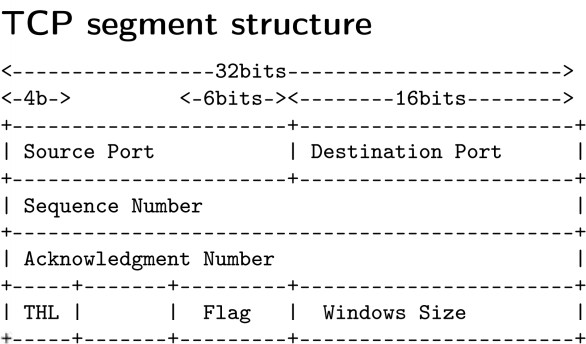 TCP segment structure
<-----------------32bits----------------------->
<-4b->         <-6bits-><--------16bits-------->
+-----------------------+-----------------------+
| Source Port           | Destination Port      |
+-----------------------+-----------------------+
| Sequence Number                               |
+-----------------------------------------------+
| Acknowledgment Number                         |
+-----+-------+---------+-----------------------+
| THL |       |  Flag   |  Windows Size         |
+-----+-------+---------+-----------------------+